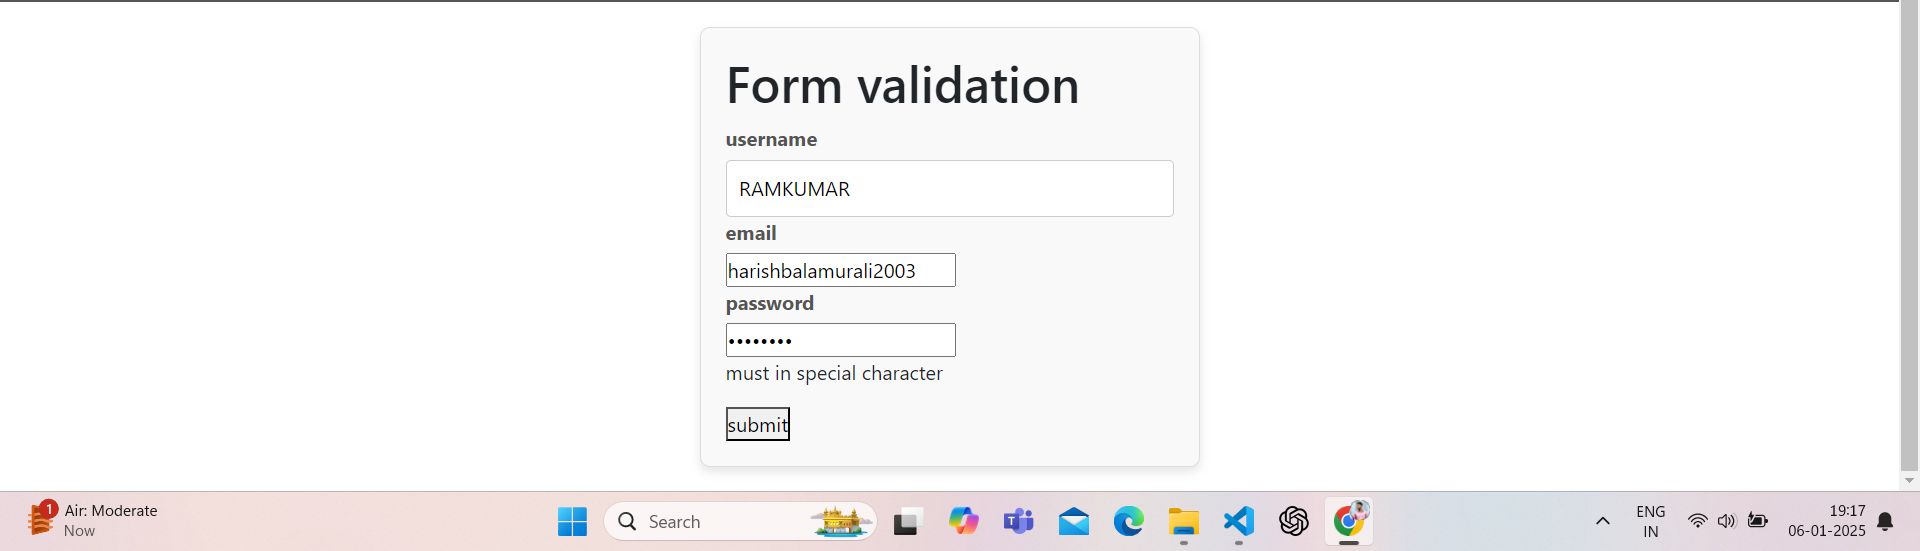 Form validation
username
RAMKUMAR
email
harishbalamurali2003
password
••••••••
must in special character
submit
1
Air: Moderate
Now
Search
ENG
IN
19:17
06-01-2025